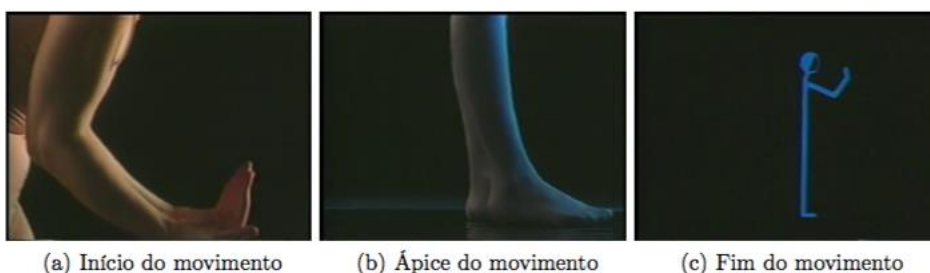 (a) Início do movimento
(b) Ápice do movimento
(c) Fim do movimento